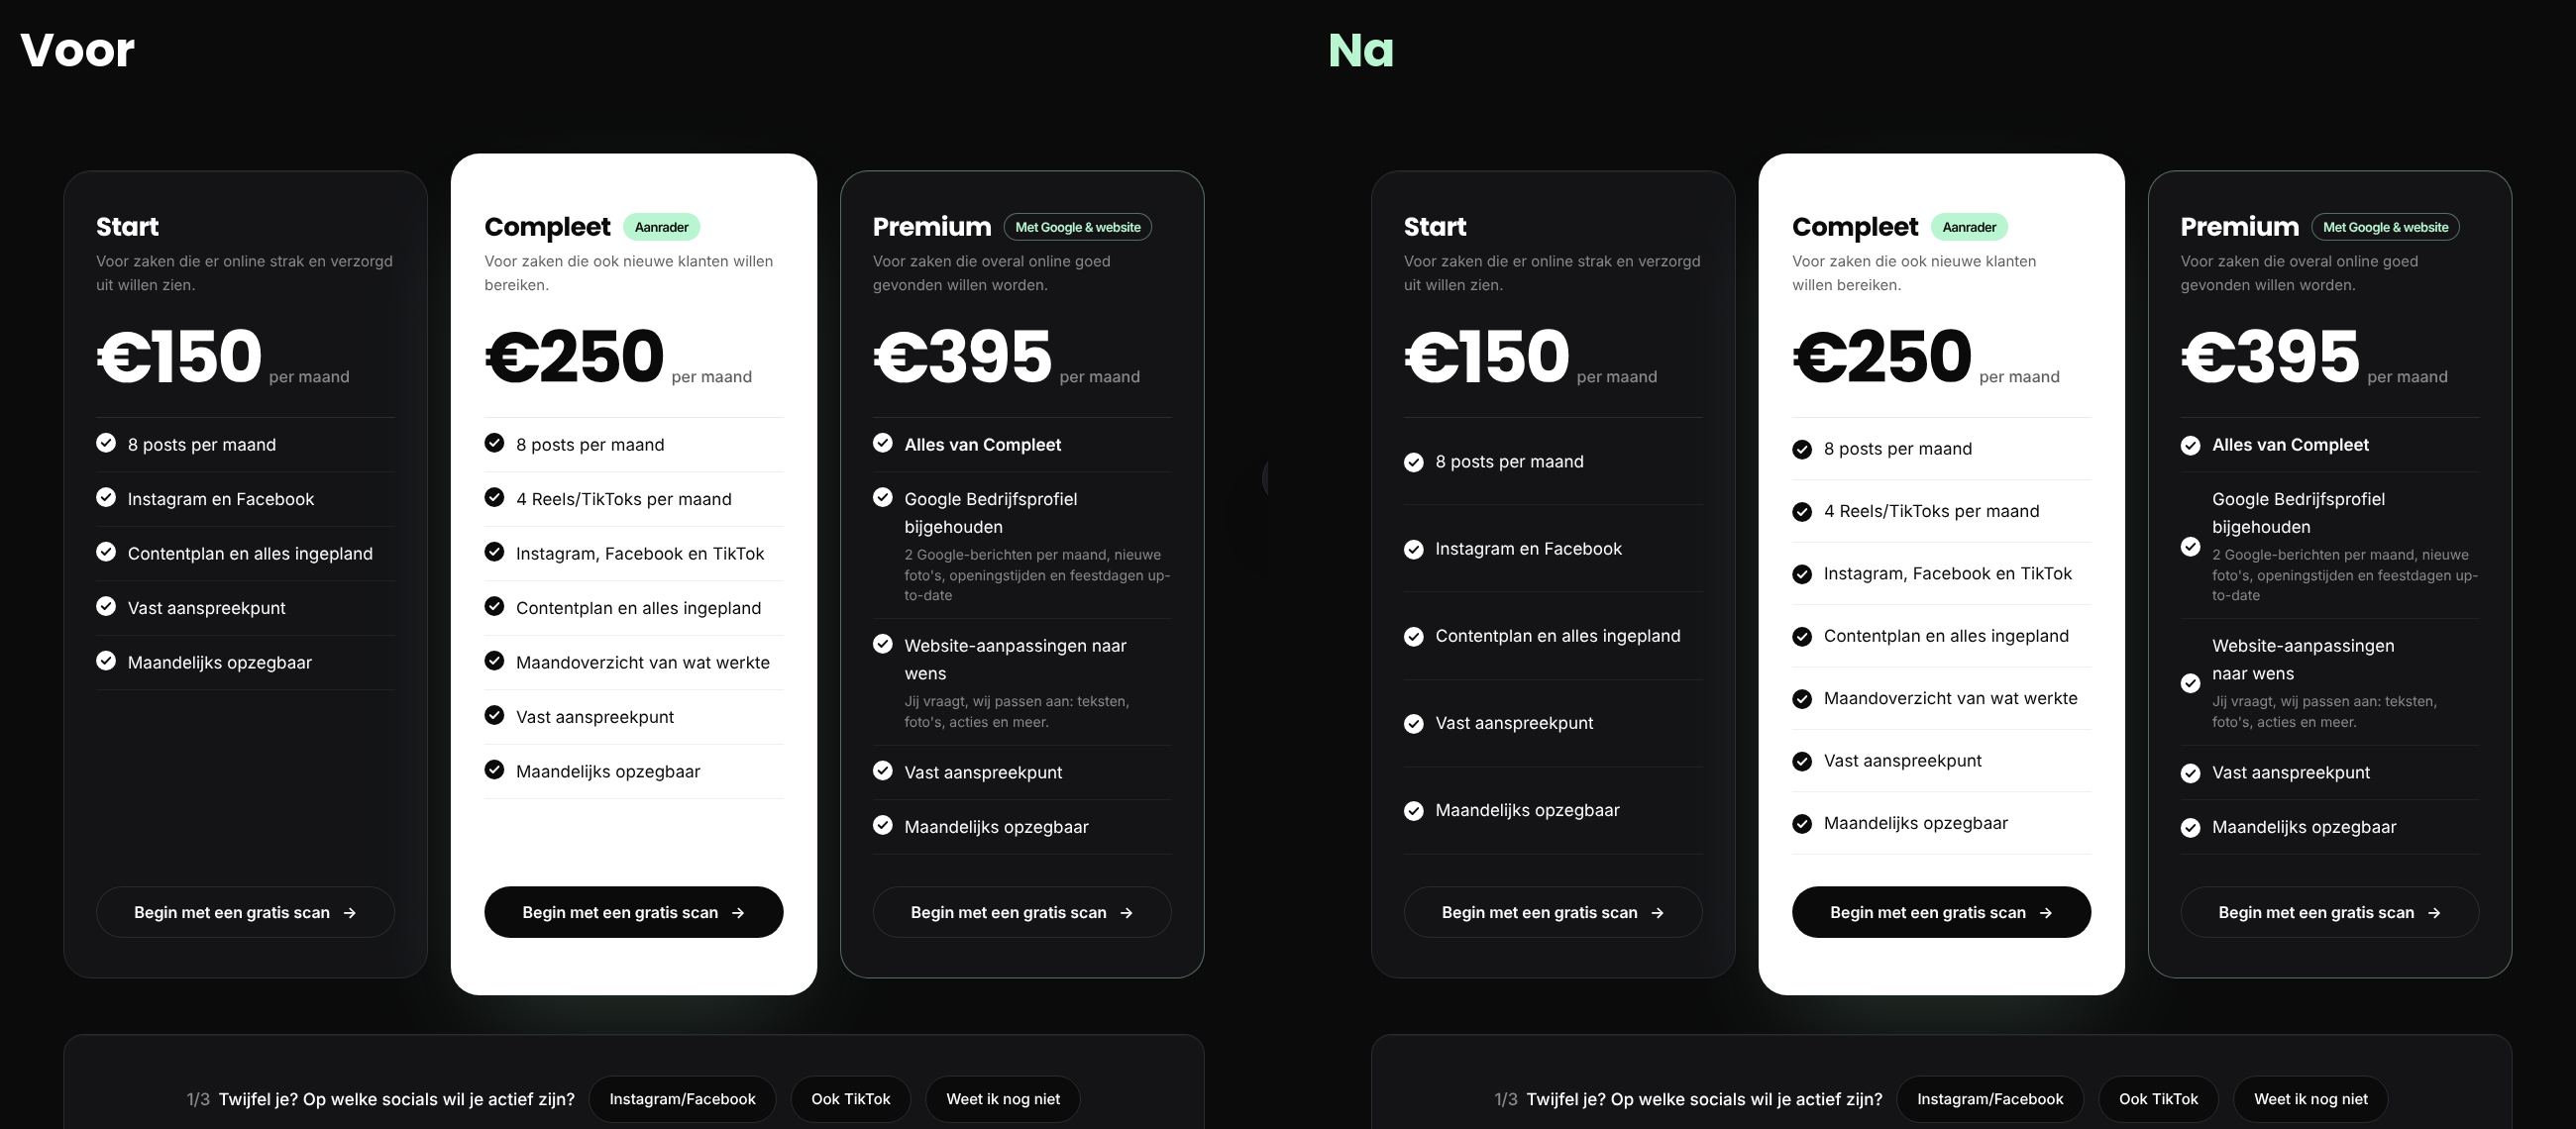 Voor
Start
Voor zaken die er online strak en verzorgd
uit willen zien.
€150 per maand
8 posts per maand
Instagram en Facebook
Contentplan en alles ingepland
Vast aanspreekpunt
Maandelijks opzegbaar
Begin met een gratis scan →
Compleet Aanrader
Voor zaken die ook nieuwe klanten willen
bereiken.
€250 per maand
8 posts per maand
4 Reels/TikToks per maand
Instagram, Facebook en TikTok
Contentplan en alles ingepland
Maandoverzicht van wat werkte
Vast aanspreekpunt
Maandelijks opzegbaar
Begin met een gratis scan →
Premium Met Google & website
Voor zaken die overal online goed
gevonden willen worden.
€395 per maand
Alles van Compleet
Google Bedrijfsprofiel
bijgehouden
2 Google-berichten per maand, nieuwe
foto's, openingstijden en feestdagen up-
to-date
Website-aanpassingen naar
wens
Jij vraagt, wij passen aan: teksten,
foto's, acties en meer.
Vast aanspreekpunt
Maandelijks opzegbaar
Begin met een gratis scan →
1/3 Twijfel je? Op welke socials wil je actief zijn? Instagram/Facebook Ook TikTok Weet ik nog niet
Na
Start
Voor zaken die er online strak en verzorgd
uit willen zien.
€150 per maand
8 posts per maand
Instagram en Facebook
Contentplan en alles ingepland
Vast aanspreekpunt
Maandelijks opzegbaar
Begin met een gratis scan →
Compleet Aanrader
Voor zaken die ook nieuwe klanten
willen bereiken.
€250 per maand
8 posts per maand
4 Reels/TikToks per maand
Instagram, Facebook en TikTok
Contentplan en alles ingepland
Maandoverzicht van wat werkte
Vast aanspreekpunt
Maandelijks opzegbaar
Begin met een gratis scan →
Premium Met Google & website
Voor zaken die overal online goed
gevonden willen worden.
€395 per maand
Alles van Compleet
Google Bedrijfsprofiel
bijgehouden
2 Google-berichten per maand, nieuwe
foto's, openingstijden en feestdagen up-
to-date
Website-aanpassingen
naar wens
Jij vraagt, wij passen aan: teksten,
foto's, acties en meer.
Vast aanspreekpunt
Maandelijks opzegbaar
Begin met een gratis scan →
1/3 Twijfel je? Op welke socials wil je actief zijn? Instagram/Facebook Ook TikTok Weet ik nog niet